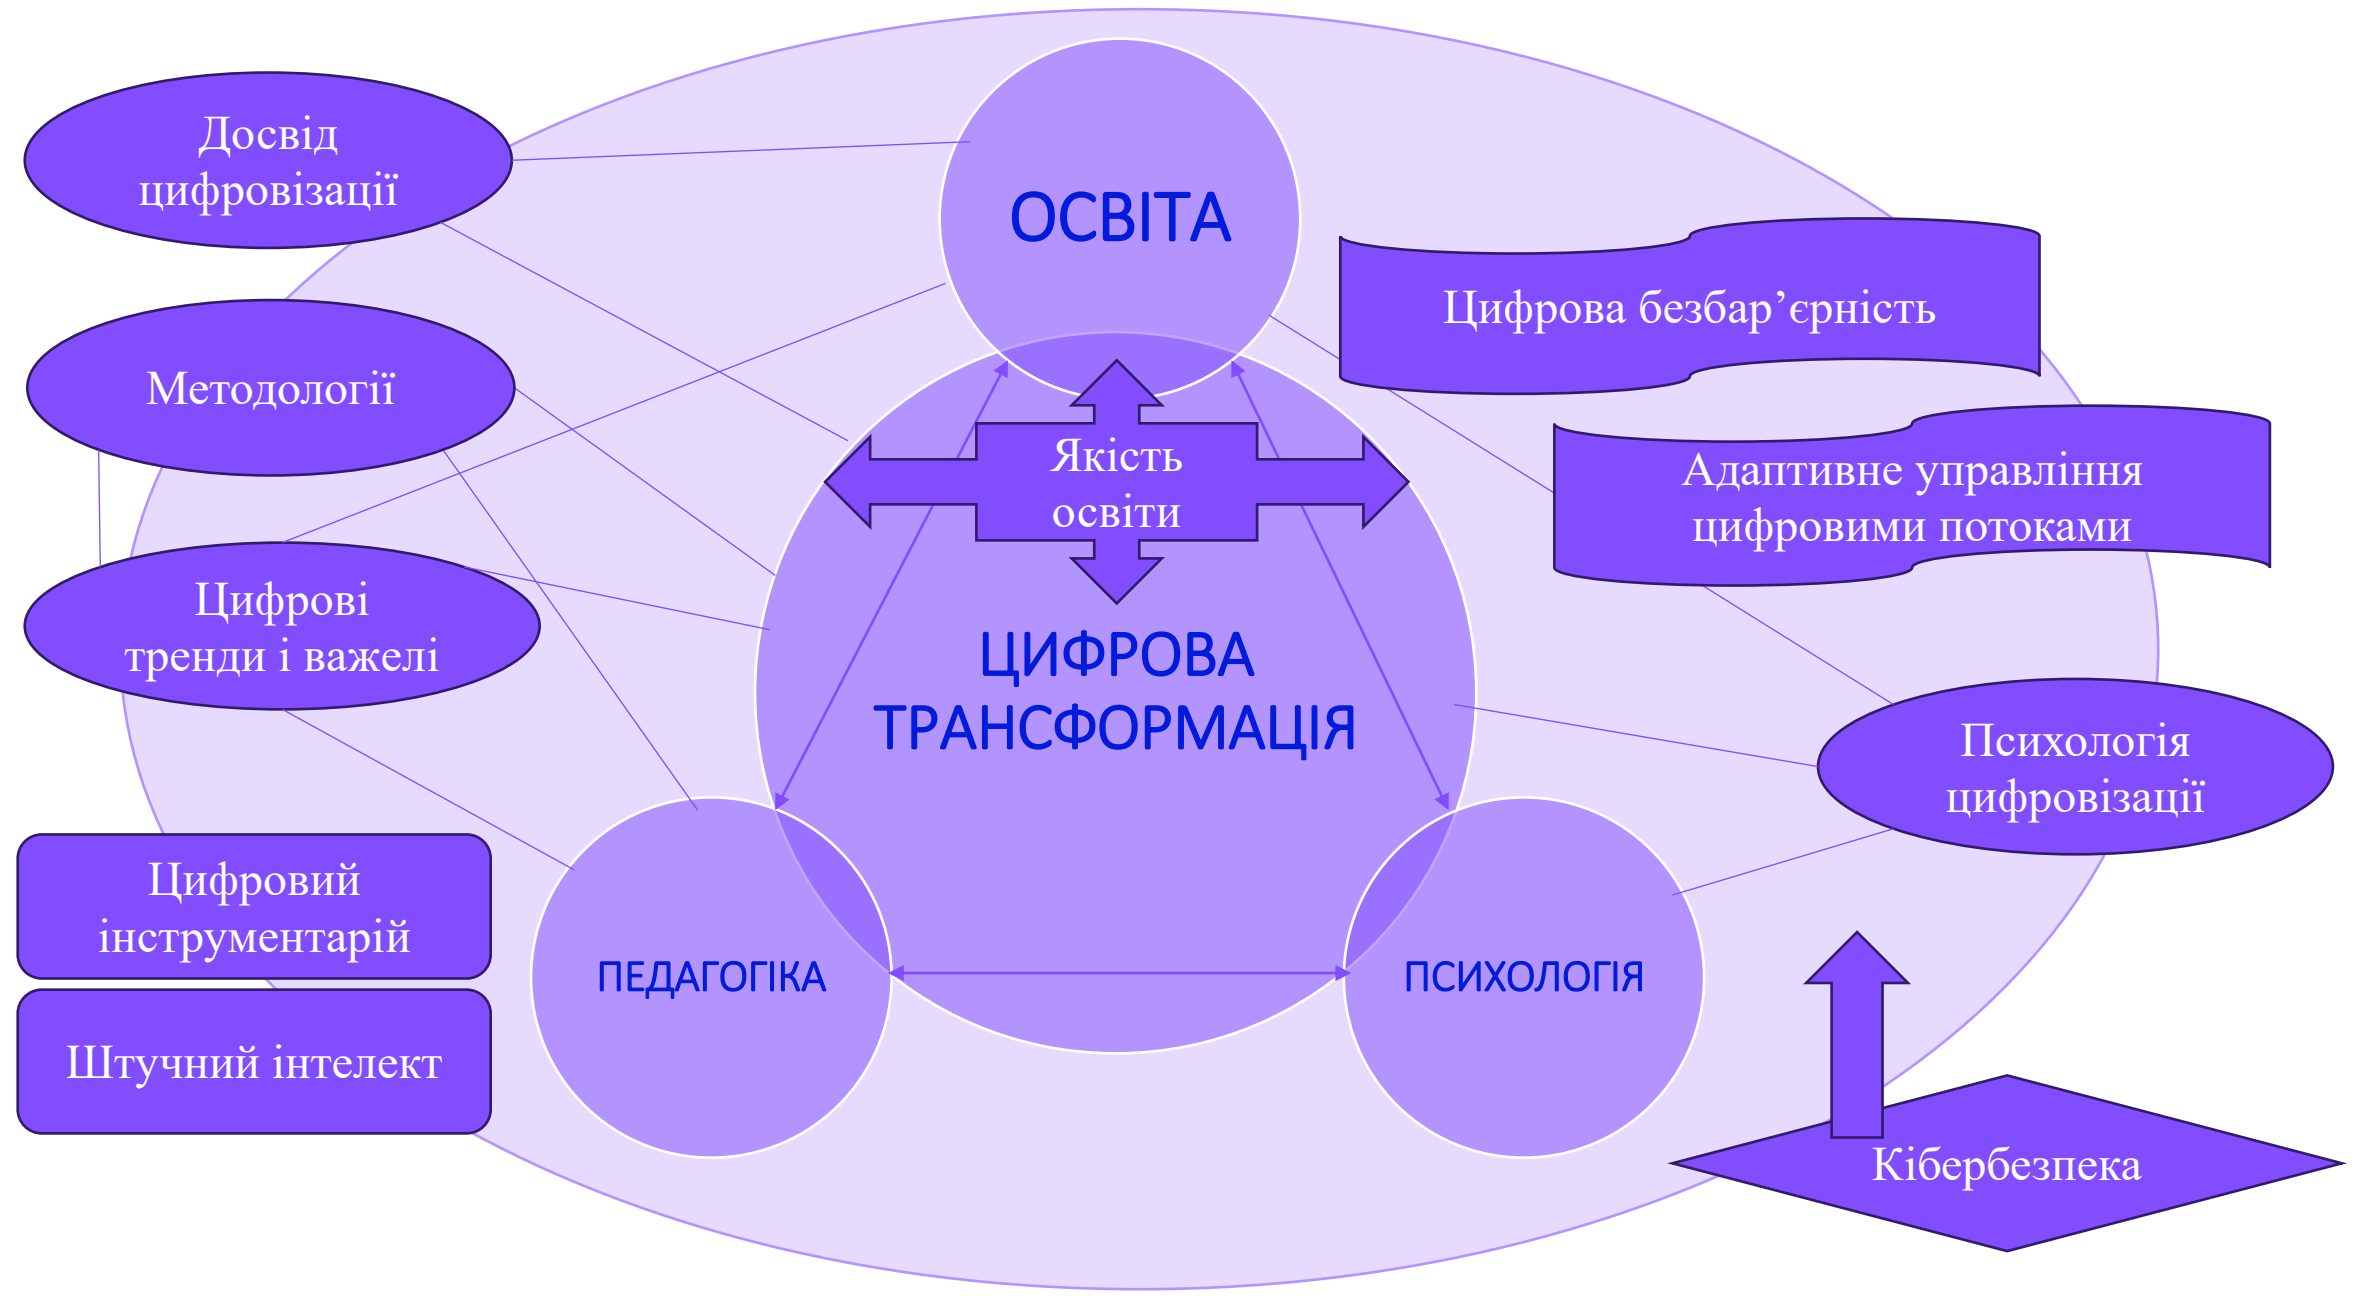 Досвід
цифровізації
ОСВІТА
Цифрова безбар’єрність
Методології
Якість
освіти
Адаптивне управління
цифровими потоками
Цифрові
тренди і важелі
ЦИФРОВА
ТРАНСФОРМАЦІЯ
Психологія
цифровізації
Цифровий
інструментарій
ПЕДАГОГІКА
ПСИХОЛОГІЯ
Штучний інтелект
Кібербезпека